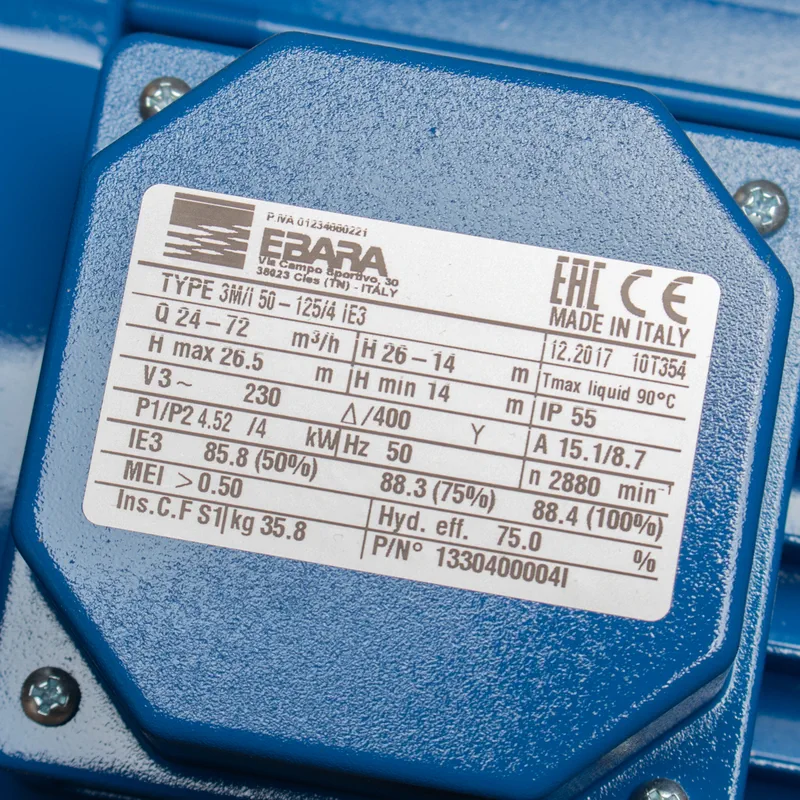 P.IVA 01234660221
EBARA
Via Campo Sportivo, 30
38023 Cles (TN) - ITALY
EAC CE
MADE IN ITALY
TYPE 3M/I 50-125/4 IE3
12.2017 10T354
Q 24-72 m³/h H 26-14 m Tmax liquid 90°C
H max 26.5 m H min 14 m IP 55
V3~ 230 Δ/400 Y A 15.1/8.7
P1/P2 4.52 /4 kW Hz 50 n 2880 min⁻¹
IE3 85.8 (50%) 88.3 (75%) 88.4 (100%)
MEI > 0.50 Hyd. eff. 75.0 %
Ins.C.F S1 kg 35.8 P/N° 1330400004I